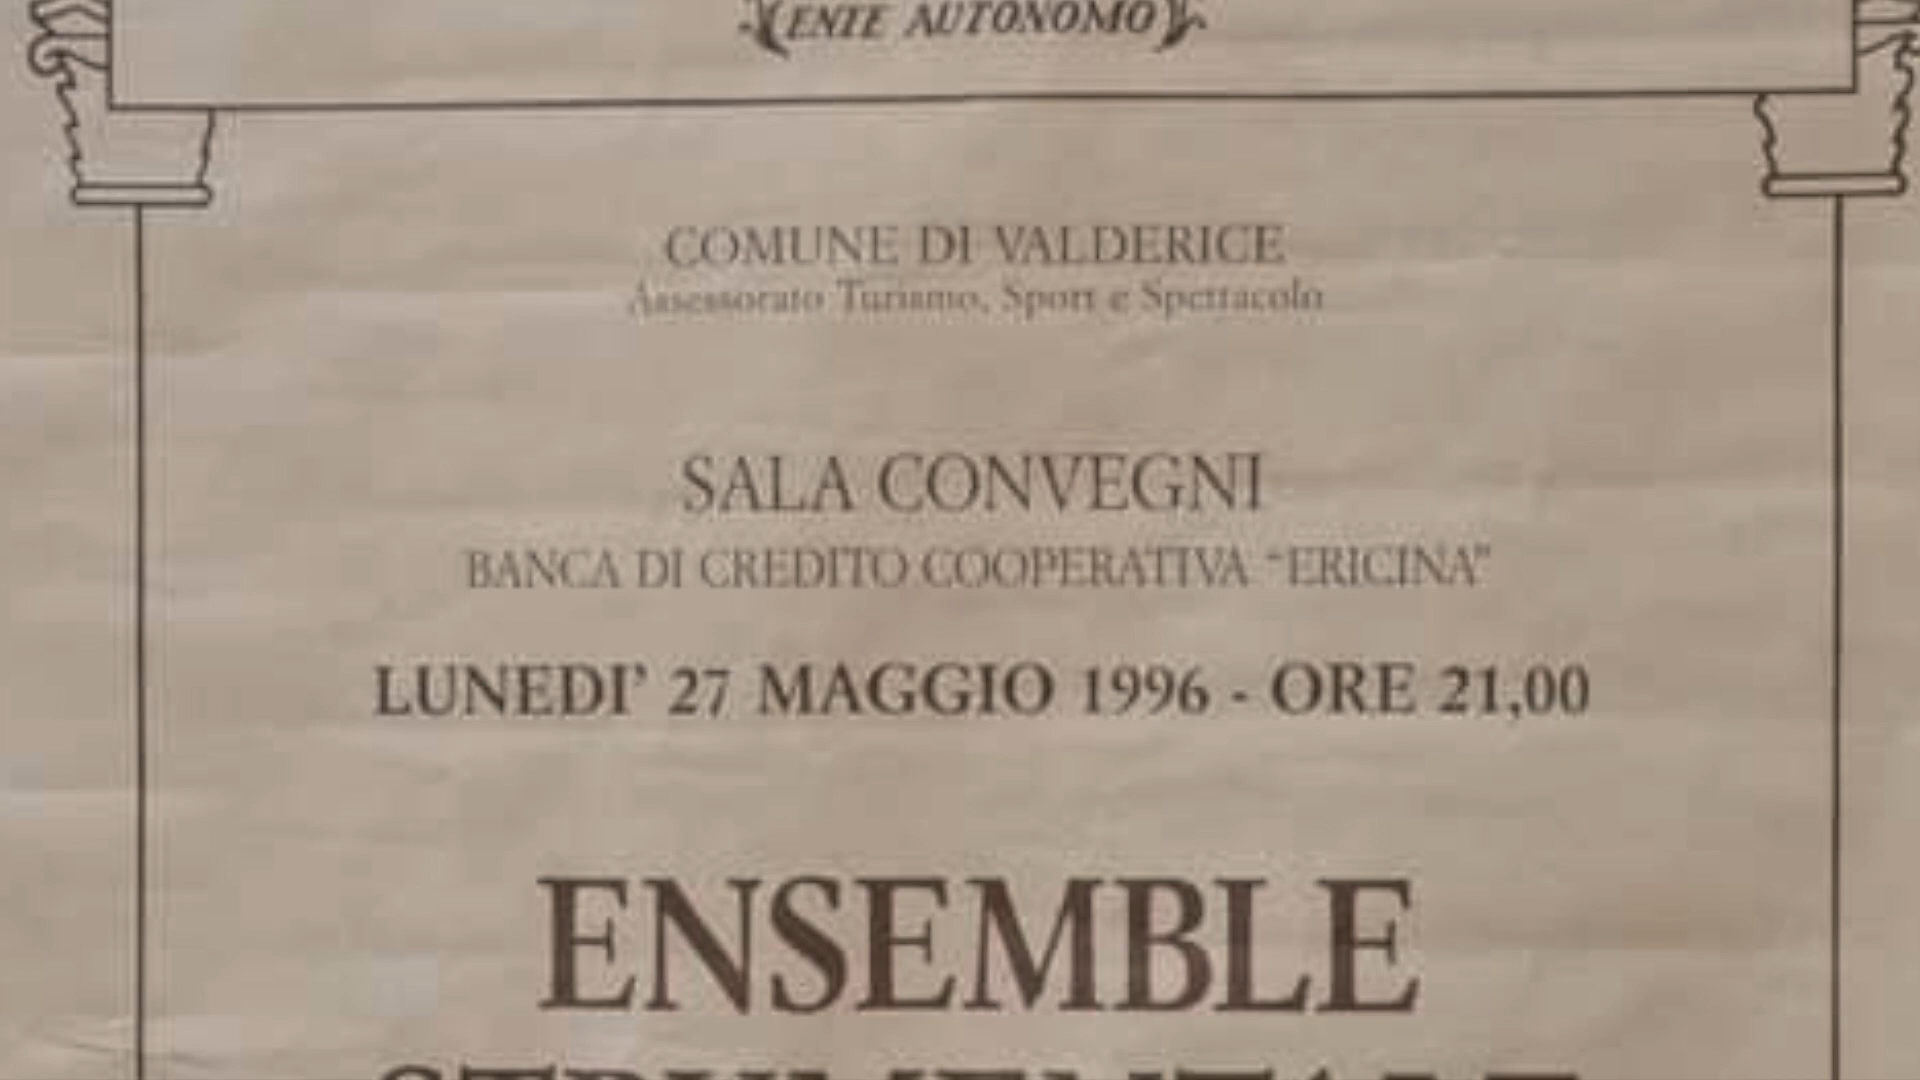 ENTE AUTONOMO
COMUNE DI VALDERICE
Assessorato Turismo, Sport e Spettacolo
SALA CONVEGNI
BANCA DI CREDITO COOPERATIVA "ERICINA"
LUNEDI' 27 MAGGIO 1996 - ORE 21,00
ENSEMBLE
STRUMENTALE